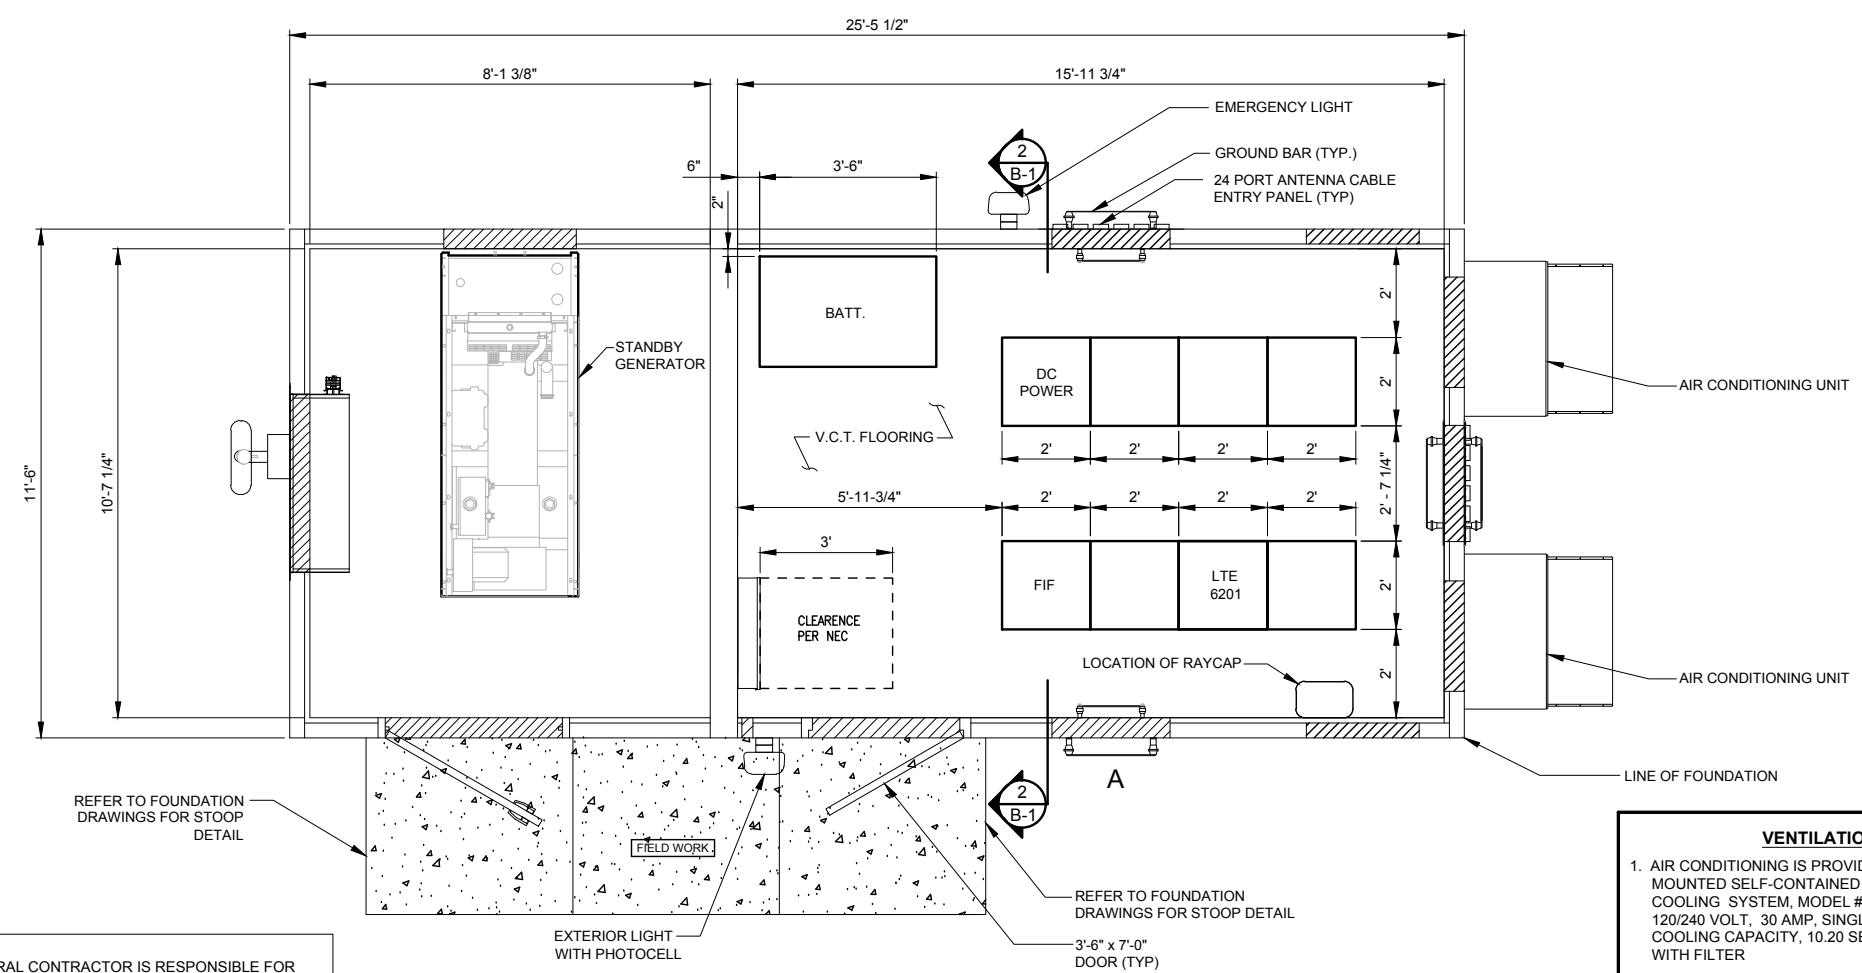 25'-5 1/2"
8'-1 3/8"
15'-11 3/4"
EMERGENCY LIGHT
2
B-1
GROUND BAR (TYP.)
24 PORT ANTENNA CABLE
ENTRY PANEL (TYP)
6"
3'-6"
2"
BATT.
2'
STANDBY
GENERATOR
DC
POWER
2'
AIR CONDITIONING UNIT
11'-6"
10'-7 1/4"
V.C.T. FLOORING
2'
2'
2'
2'
2' - 7 1/4"
5'-11-3/4"
2'
2'
2'
2'
3'
FIF
LTE
6201
2'
CLEARENCE
PER NEC
LOCATION OF RAYCAP
2'
AIR CONDITIONING UNIT
A
LINE OF FOUNDATION
2
B-1
REFER TO FOUNDATION
DRAWINGS FOR STOOP
DETAIL
FIELD WORK
REFER TO FOUNDATION
DRAWINGS FOR STOOP DETAIL
EXTERIOR LIGHT
WITH PHOTOCELL
3'-6" x 7'-0"
DOOR (TYP)
VENTILATIO
1. AIR CONDITIONING IS PROVID
MOUNTED SELF-CONTAINED
COOLING SYSTEM, MODEL #
120/240 VOLT, 30 AMP, SINGL
COOLING CAPACITY, 10.20 SE
WITH FILTER
RAL CONTRACTOR IS RESPONSIBLE FOR